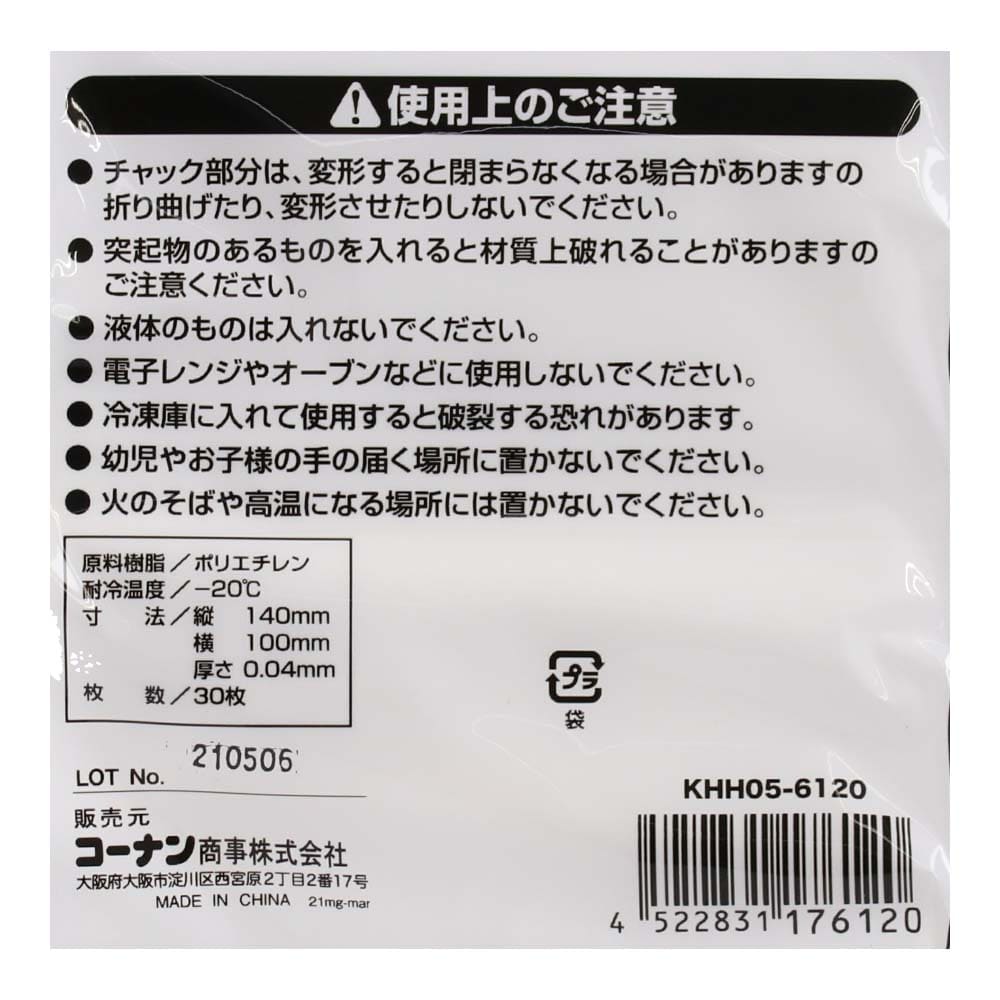 使用上のご注意
● チャック部分は、変形すると閉まらなくなる場合がありますの
折り曲げたり、変形させたりしないでください。
● 突起物のあるものを入れると材質上破れることがありますの
ご注意ください。
● 液体のものは入れないでください。
● 電子レンジやオーブンなどに使用しないでください。
● 冷凍庫に入れて使用すると破裂する恐れがあります。
● 幼児やお子様の手の届く場所に置かないでください。
● 火のそばや高温になる場所には置かないでください。
原料樹脂／ポリエチレン
耐冷温度／−20℃
寸 法／縦 140mm
横 100mm
厚さ 0.04mm
枚 数／30枚
プラ
袋
LOT No. 210506
販売元
コーナン商事株式会社
大阪府大阪市淀川区西宮原2丁目2番17号
MADE IN CHINA 21mg-mar
KHH05-6120
4 522831 176120